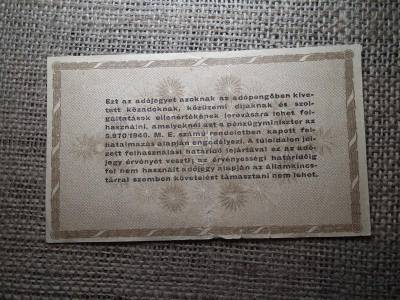 Ezt az adójegyet azoknak az adópengőben kive-
tett közadóknak, közüzemi díjaknak és szol-
gáltatások ellenértékének lerovására lehet fel-
használni, amelyeknél azt a pénzügyminiszter az
5.970/1946. M. E. számú rendeletben kapott fel-
hatalmazás alapján engedélyezi. A túloldalon jel-
zett felhasználási határidő lejártával ez az adó-
jegy érvényét veszti; az érvényességi határidőig
fel nem használt adójegy alapján az államkincs-
tárral szemben követelést támasztani nem lehet.